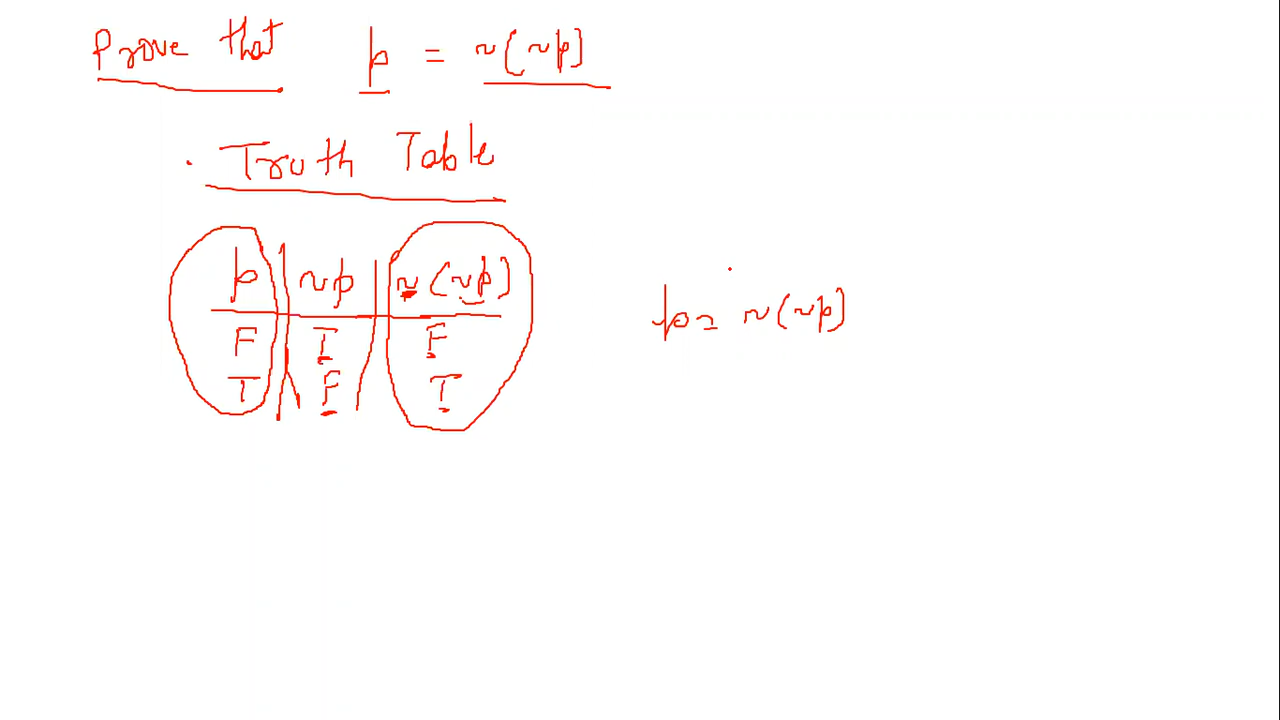 Prove that p = ~(~p)
. Truth Table
p | ~p | ~(~p)
F T F
T F T
p = ~(~p)